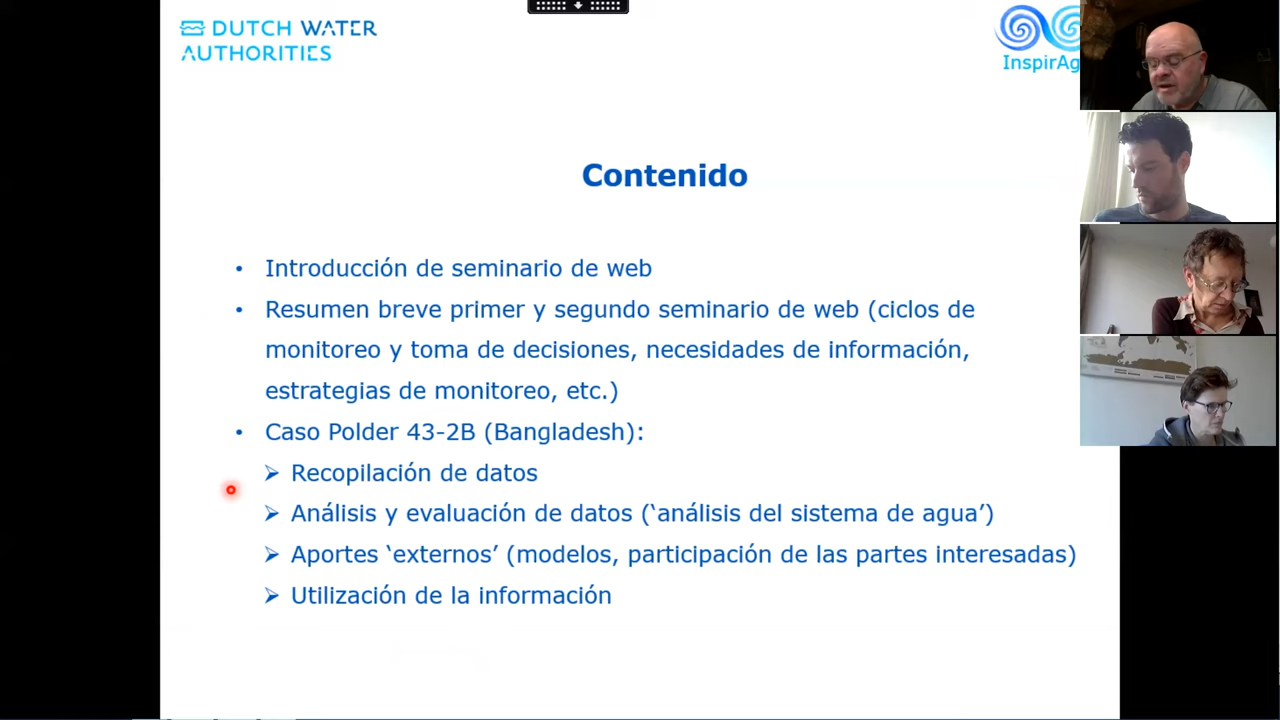 DUTCH WATER
AUTHORITIES
InspirAg
Contenido
• Introducción de seminario de web
• Resumen breve primer y segundo seminario de web (ciclos de
monitoreo y toma de decisiones, necesidades de información,
estrategias de monitoreo, etc.)
• Caso Polder 43-2B (Bangladesh):
➢ Recopilación de datos
➢ Análisis y evaluación de datos (‘análisis del sistema de agua’)
➢ Aportes ‘externos’ (modelos, participación de las partes interesadas)
➢ Utilización de la información